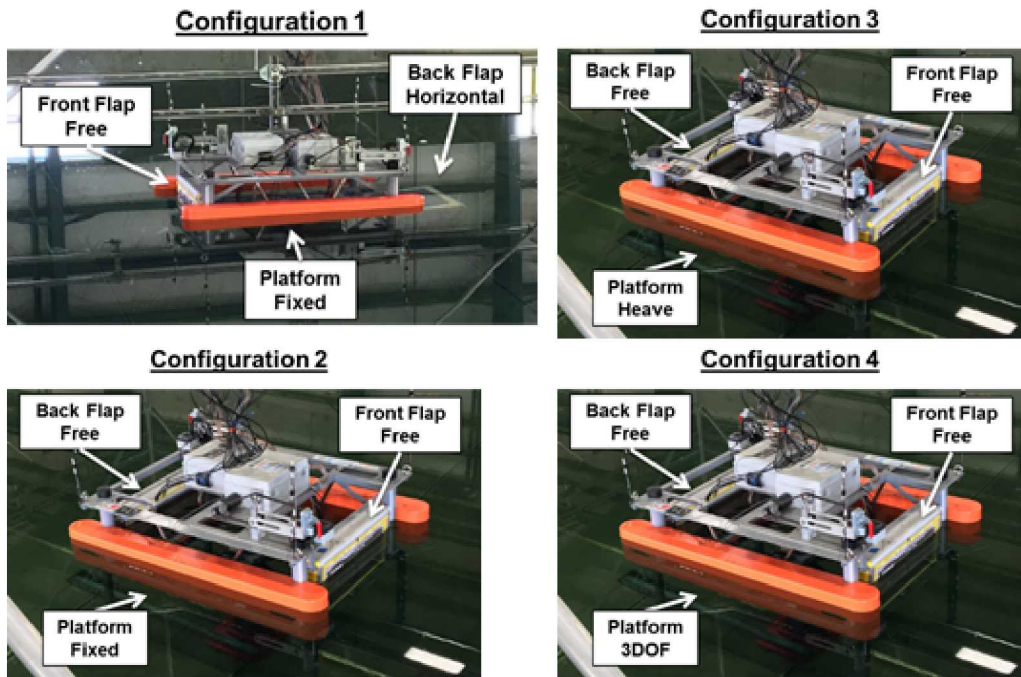 Configuration 1
Front Flap
Free
Back Flap
Horizontal
Platform
Fixed
Configuration 3
Back Flap
Free
Front Flap
Free
Platform
Heave
Configuration 2
Back Flap
Free
Front Flap
Free
Platform
Fixed
Configuration 4
Back Flap
Free
Front Flap
Free
Platform
3DOF